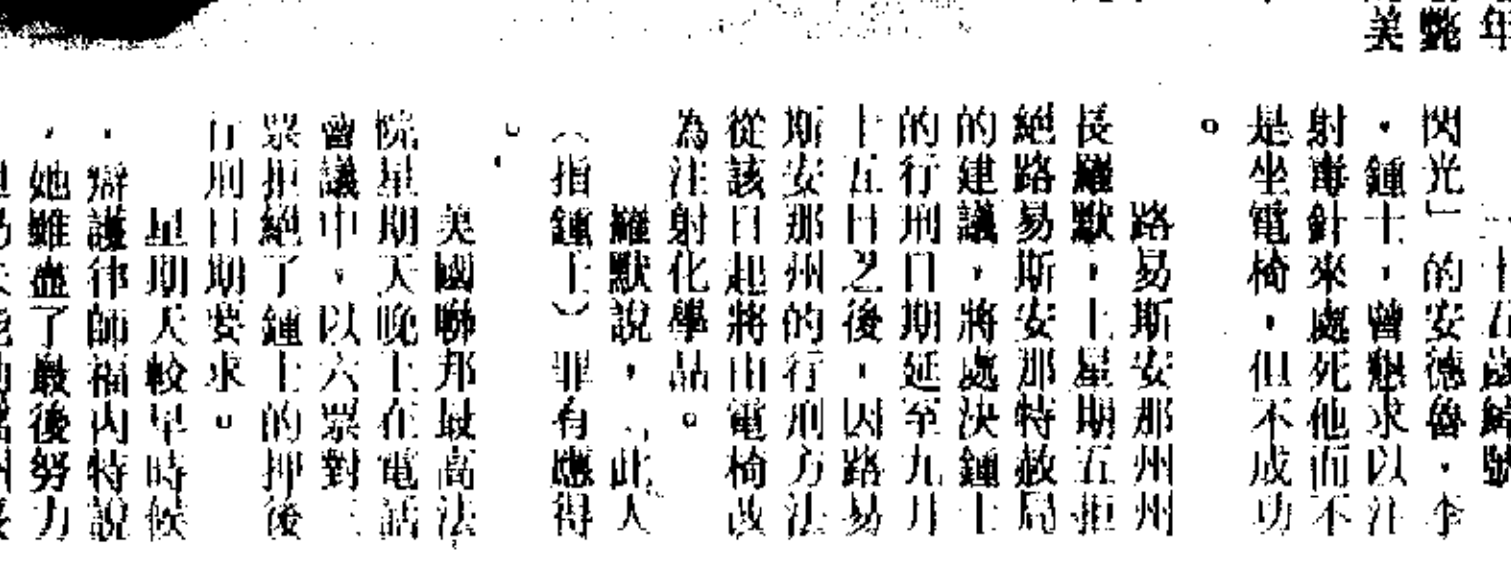 年
美
十五歲綽號
閃光」的安德魯．李
．鍾士，曾懇求以注
射毒針來處死他而不
是坐電椅，但不成功
。
路易斯安那州州
長羅默，上星期五拒
絕路易斯安那特赦局
的建議，將處決鍾士
的行刑日期延至九月
十五日之後，因路易
斯安那州的行刑方法
從該日起將由電椅改
為注射化學品。
羅默說，「此人
（指鍾士）罪有應得
。
美國聯邦最高法
院星期天晚上在電話
會議中，以六票對三
票拒絕了鍾士的押後
行刑日期要求。
星期天較早時候
，辯護律師福內特說
，她雖盡了最後努力